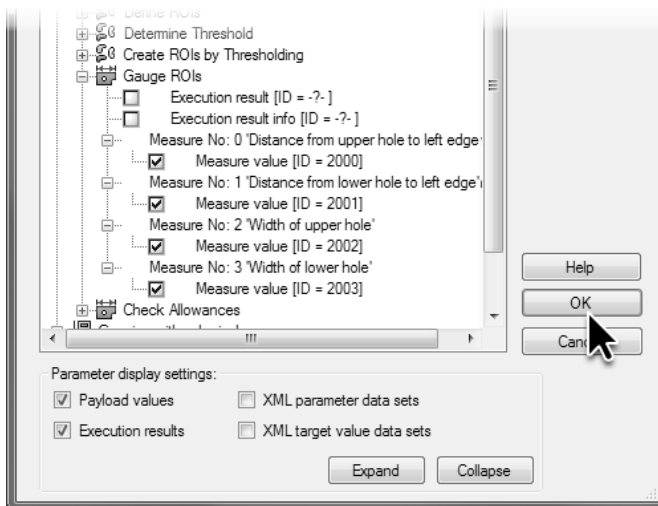 Define ROIs
Determine Threshold
Create ROIs by Thresholding
Gauge ROIs
Execution result [ID = -?- ]
Execution result info [ID = -?- ]
Measure No: 0 'Distance from upper hole to left edge
Measure value [ID = 2000]
Measure No: 1 'Distance from lower hole to left edge'
Measure value [ID = 2001]
Measure No: 2 'Width of upper hole'
Measure value [ID = 2002]
Measure No: 3 'Width of lower hole'
Measure value [ID = 2003]
Check Allowances
Help
OK
Parameter display settings:
Payload values
XML parameter data sets
Execution results
XML target value data sets
Expand
Collapse